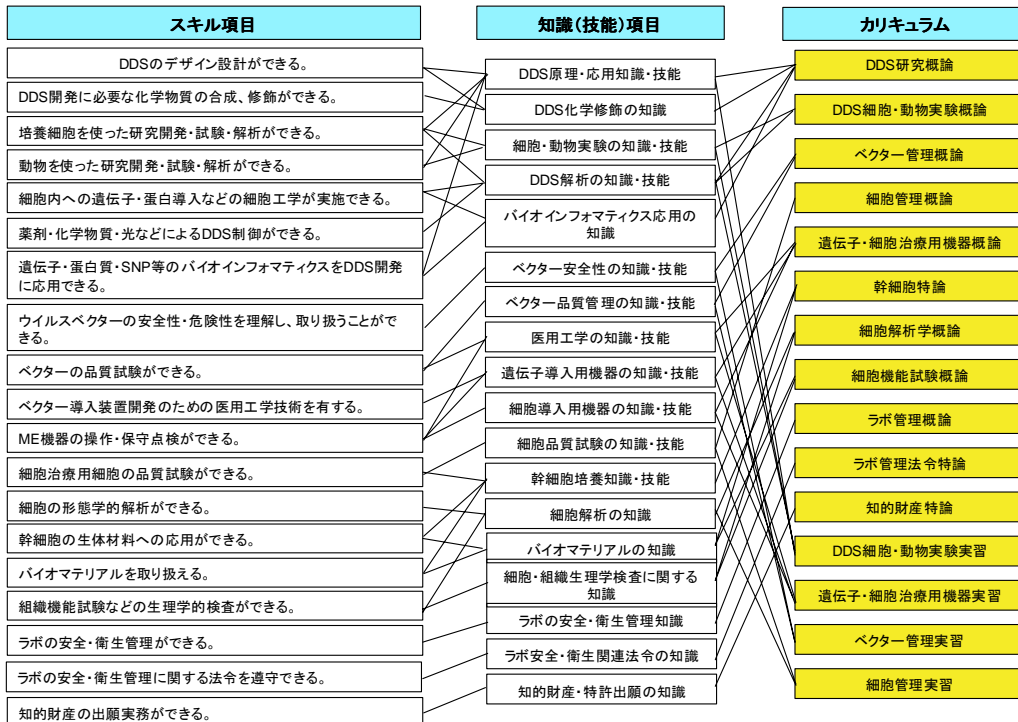 スキル項目
DDSのデザイン設計ができる。
DDS開発に必要な化学物質の合成、修飾ができる。
培養細胞を使った研究開発・試験・解析ができる。
動物を使った研究開発・試験・解析ができる。
細胞内への遺伝子・蛋白導入などの細胞工学が実施できる。
薬剤・化学物質・光などによるDDS制御ができる。
遺伝子・蛋白質・SNP等のバイオインフォマティクスをDDS開発
に応用できる。
ウイルスベクターの安全性・危険性を理解し、取り扱うことがで
きる。
ベクターの品質試験ができる。
ベクター導入装置開発のための医用工学技術を有する。
ME機器の操作・保守点検ができる。
細胞治療用細胞の品質試験ができる。
細胞の形態学的解析ができる。
幹細胞の生体材料への応用ができる。
バイオマテリアルを取り扱える。
組織機能試験などの生理学的検査ができる。
ラボの安全・衛生管理ができる。
ラボの安全・衛生管理に関する法令を遵守できる。
知的財産の出願実務ができる。
知識(技能)項目
DDS原理・応用知識・技能
DDS化学修飾の知識
細胞・動物実験の知識・技能
DDS解析の知識・技能
バイオインフォマティクス応用の
知識
ベクター安全性の知識・技能
ベクター品質管理の知識・技能
医用工学の知識・技能
遺伝子導入用機器の知識・技能
細胞導入用機器の知識・技能
細胞品質試験の知識・技能
幹細胞培養知識・技能
細胞解析の知識
バイオマテリアルの知識
細胞・組織生理学検査に関する
知識
ラボの安全・衛生管理知識
ラボ安全・衛生関連法令の知識
知的財産・特許出願の知識
カリキュラム
DDS研究概論
DDS細胞・動物実験概論
ベクター管理概論
細胞管理概論
遺伝子・細胞治療用機器概論
幹細胞特論
細胞解析学概論
細胞機能試験概論
ラボ管理概論
ラボ管理法令特論
知的財産特論
DDS細胞・動物実験実習
遺伝子・細胞治療用機器実習
ベクター管理実習
細胞管理実習